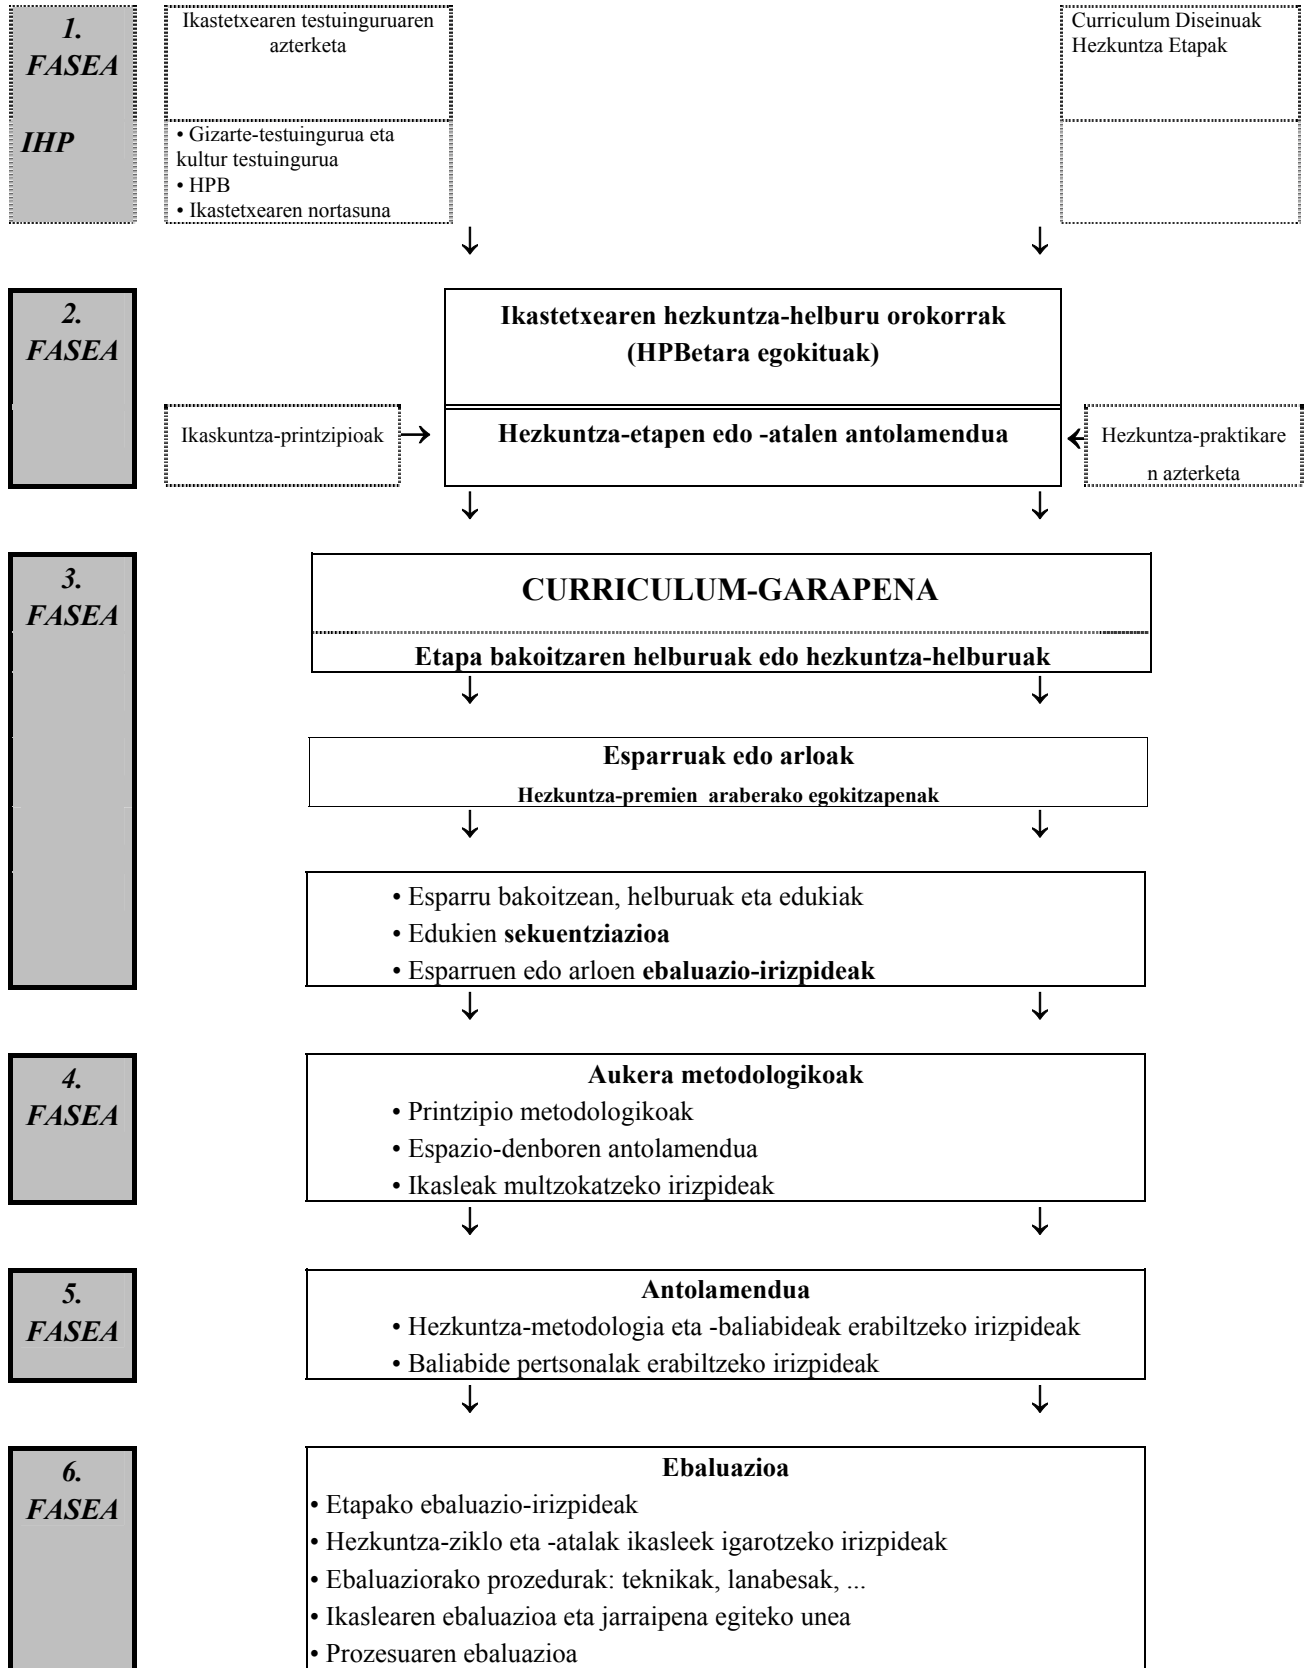 1.
FASEA
IHP
Ikastetxearen testuinguruaren
azterketa
• Gizarte-testuingurua eta
kultur testuingurua
• HPB
• Ikastetxearen nortasuna
Curriculum Diseinuak
Hezkuntza Etapak
↓ ↓
2.
FASEA
Ikastetxearen hezkuntza-helburu orokorrak
(HPBetara egokituak)
Ikaskuntza-printzipioak
→
Hezkuntza-etapen edo -atalen antolamendua
←
Hezkuntza-praktikare
n azterketa
↓ ↓
3.
FASEA
CURRICULUM-GARAPENA
Etapa bakoitzaren helburuak edo hezkuntza-helburuak
↓ ↓
Esparruak edo arloak
Hezkuntza-premien araberako egokitzapenak
↓ ↓
• Esparru bakoitzean, helburuak eta edukiak
• Edukien sekuentziazioa
• Esparruen edo arloen ebaluazio-irizpideak
↓ ↓
4.
FASEA
Aukera metodologikoak
• Printzipio metodologikoak
• Espazio-denboren antolamendua
• Ikasleak multzokatzeko irizpideak
↓ ↓
5.
FASEA
Antolamendua
• Hezkuntza-metodologia eta -baliabideak erabiltzeko irizpideak
• Baliabide pertsonalak erabiltzeko irizpideak
↓ ↓
6.
FASEA
Ebaluazioa
• Etapako ebaluazio-irizpideak
• Hezkuntza-ziklo eta -atalak ikasleek igarotzeko irizpideak
• Ebaluaziorako prozedurak: teknikak, lanabesak, ...
• Ikaslearen ebaluazioa eta jarraipena egiteko unea
• Prozesuaren ebaluazioa